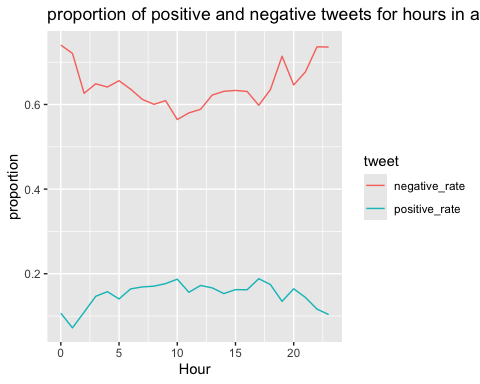 proportion of positive and negative tweets for hours in a
0.6
0.4
0.2
proportion
0
5
10
15
20
Hour
tweet
negative_rate
positive_rate